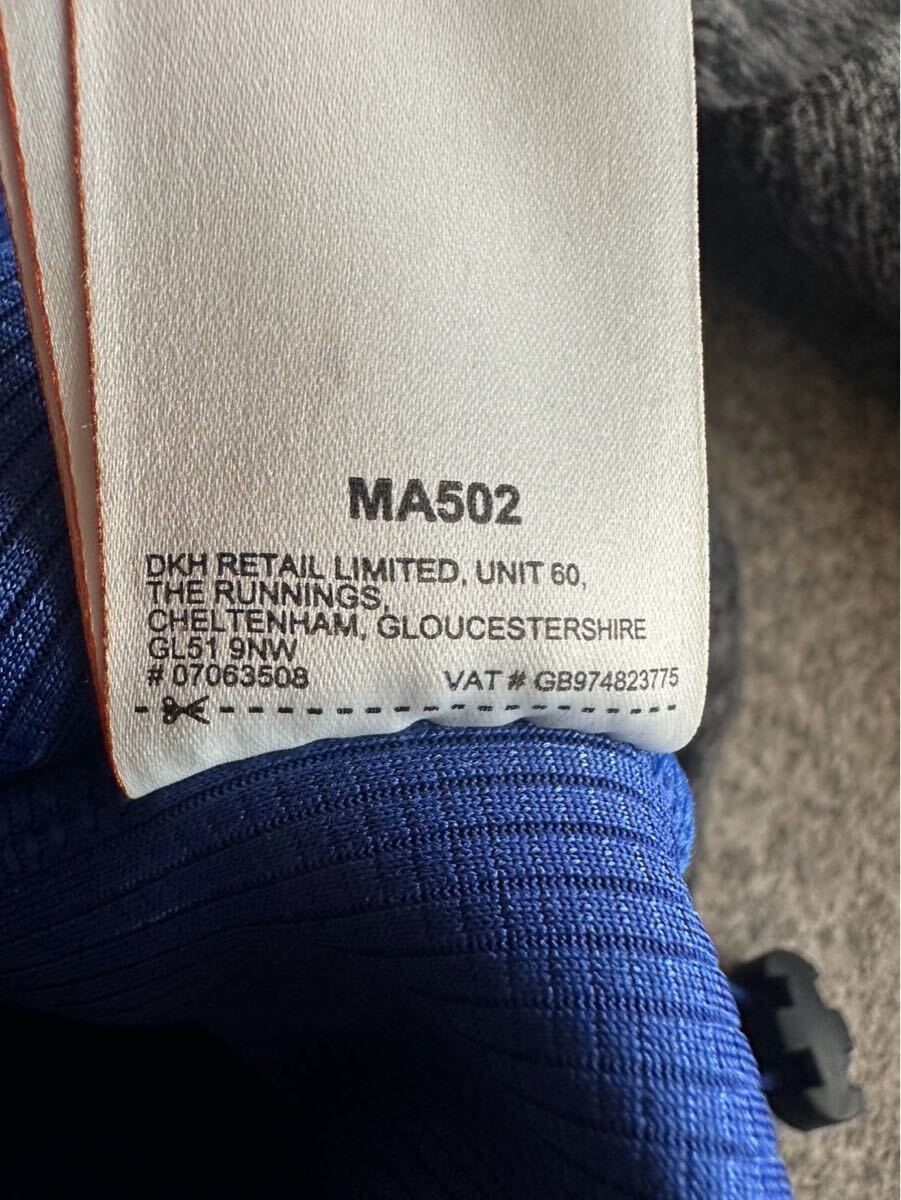 MA502
DKH RETAIL LIMITED, UNIT 60,
THE RUNNINGS,
CHELTENHAM, GLOUCESTERSHIRE
GL51 9NW
# 07063508 VAT # GB974823775